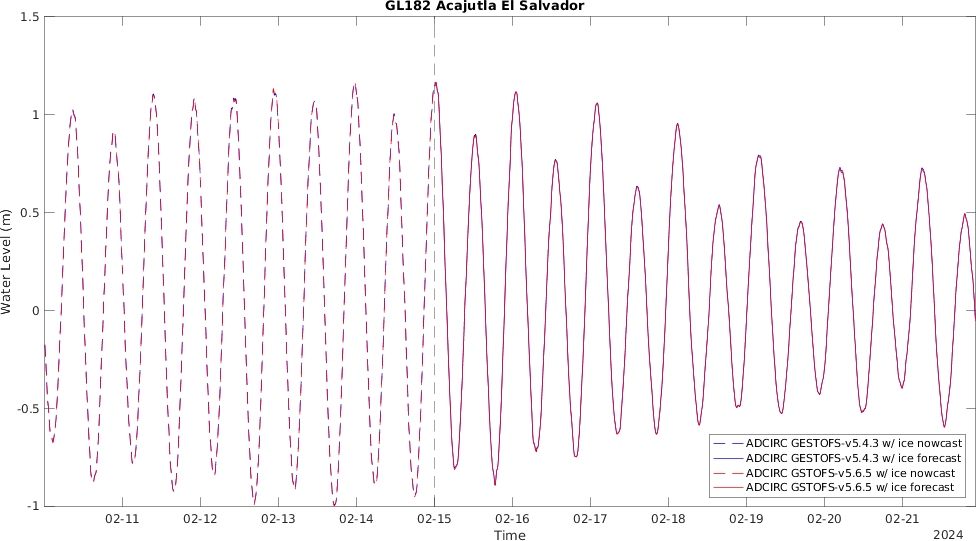 GL182 Acajutla El Salvador
1.5
1
0.5
0
-0.5
-1
Water Level (m)
02-11
02-12
02-13
02-14
02-15
02-16
02-17
02-18
02-19
02-20
02-21
Time
2024
ADCIRC GESTOFS-v5.4.3 w/ ice nowcast
ADCIRC GESTOFS-v5.4.3 w/ ice forecast
ADCIRC GSTOFS-v5.6.5 w/ ice nowcast
ADCIRC GSTOFS-v5.6.5 w/ ice forecast